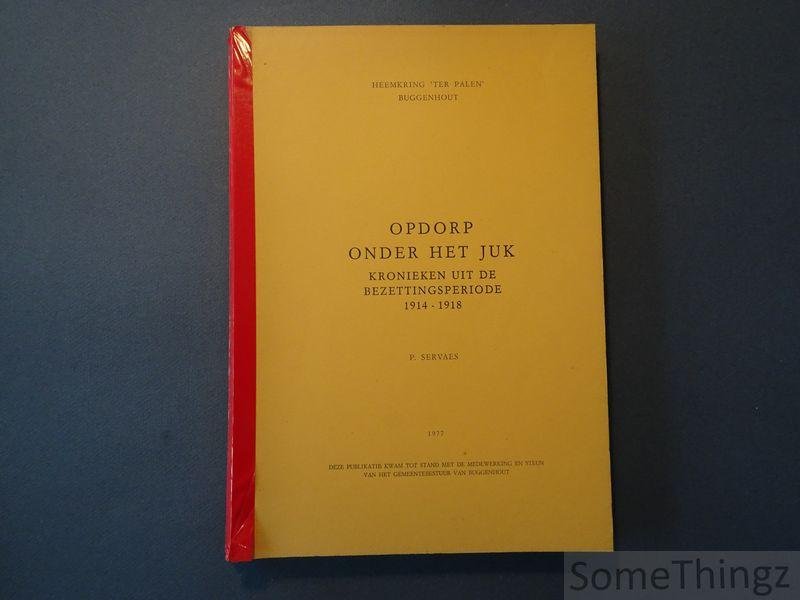 HEEMKRING 'TER PALEN'
BUGGENHOUT
OPDORP
ONDER HET JUK
KRONIEKEN UIT DE
BEZETTINGSPERIODE
1914 - 1918
P. SERVAES
1977
DEZE PUBLIKATIE KWAM TOT STAND MET DE MEDEWERKING EN STEUN
VAN HET GEMEENTEBESTUUR VAN BUGGENHOUT
SomeThingz